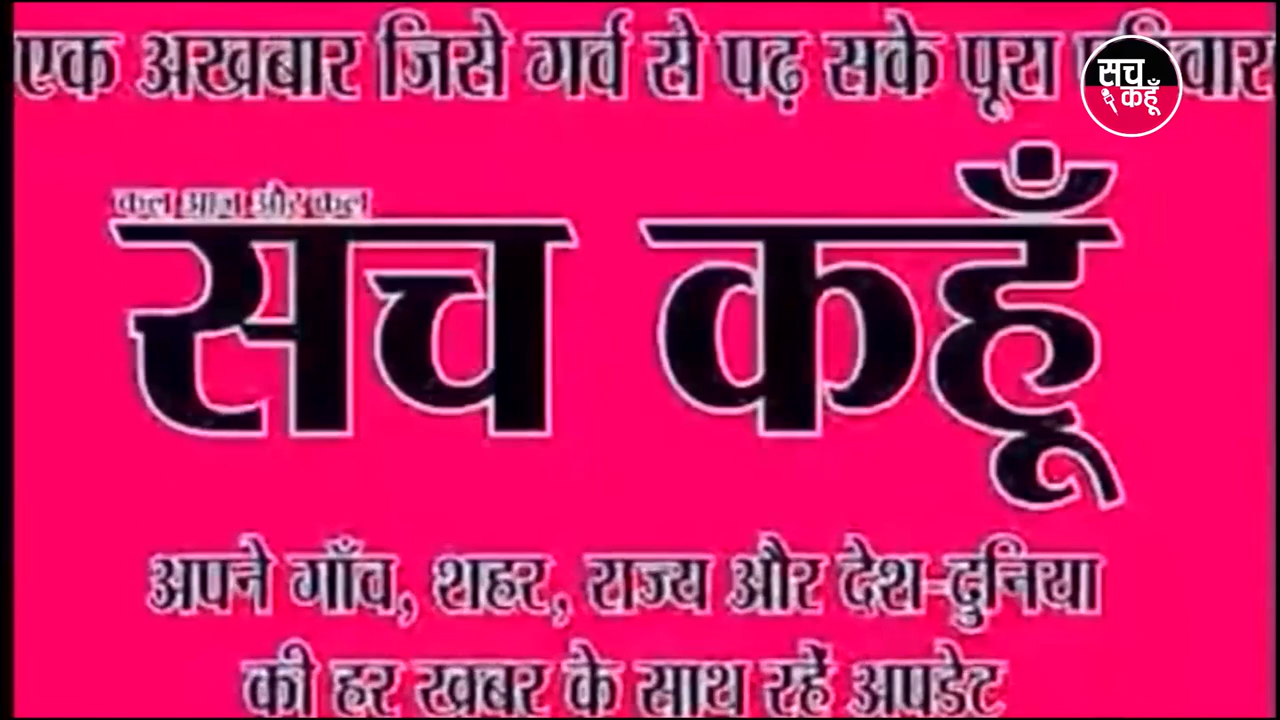 एक अखबार जिसे गर्व से पढ़ सके पूरा परिवार
सच
कहूँ
कल आज और कल
सच कहूँ
अपने गाँव, शहर, राज्य और देश-दुनिया
की हर खबर के साथ रहें अपडेट